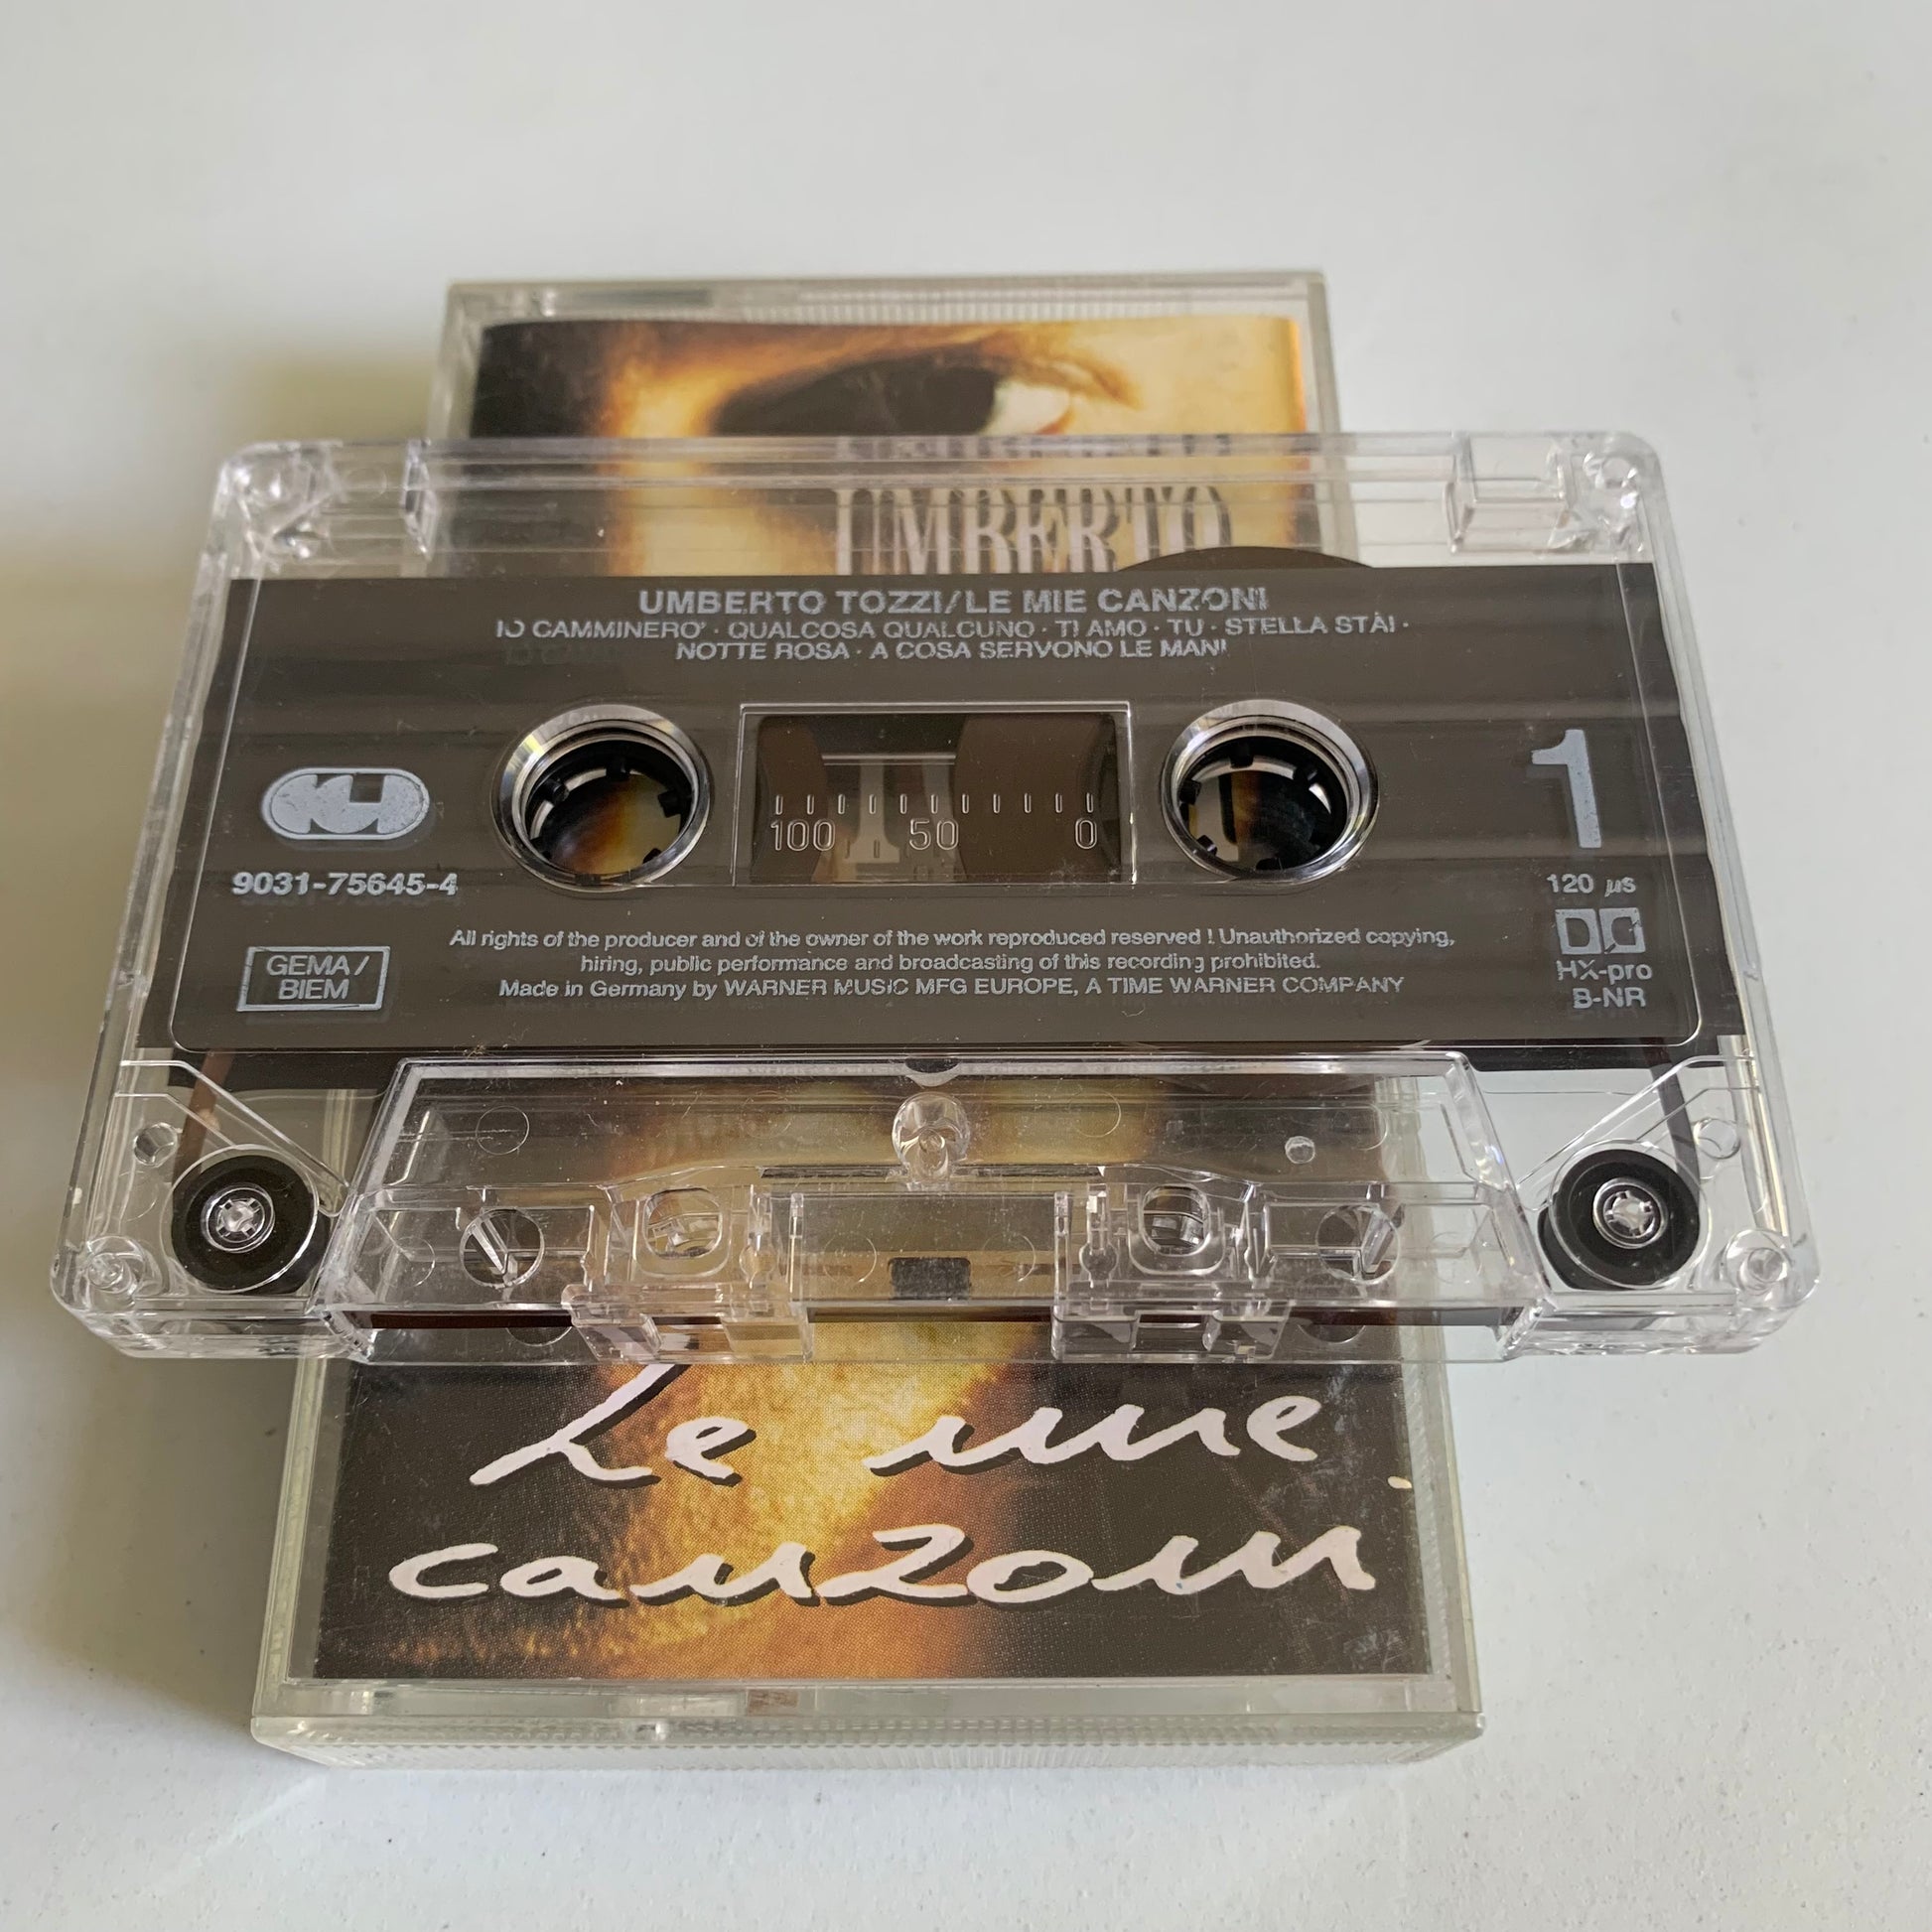 UMBERTO
UMBERTO TOZZI/LE MIE CANZONI
IO CAMMINERO' · QUALCOSA QUALCUNO · TI AMO · TU · STELLA STÀI ·
NOTTE ROSA · A COSA SERVONO LE MANI
100 50 0
1
9031-75645-4
120 µs
GEMA/
BIEM
All rights of the producer and of the owner of the work reproduced reserved ! Unauthorized copying,
hiring, public performance and broadcasting of this recording prohibited.
Made in Germany by WARNER MUSIC MFG EUROPE, A TIME WARNER COMPANY
HX-pro
B-NR
Le mie
canzoni